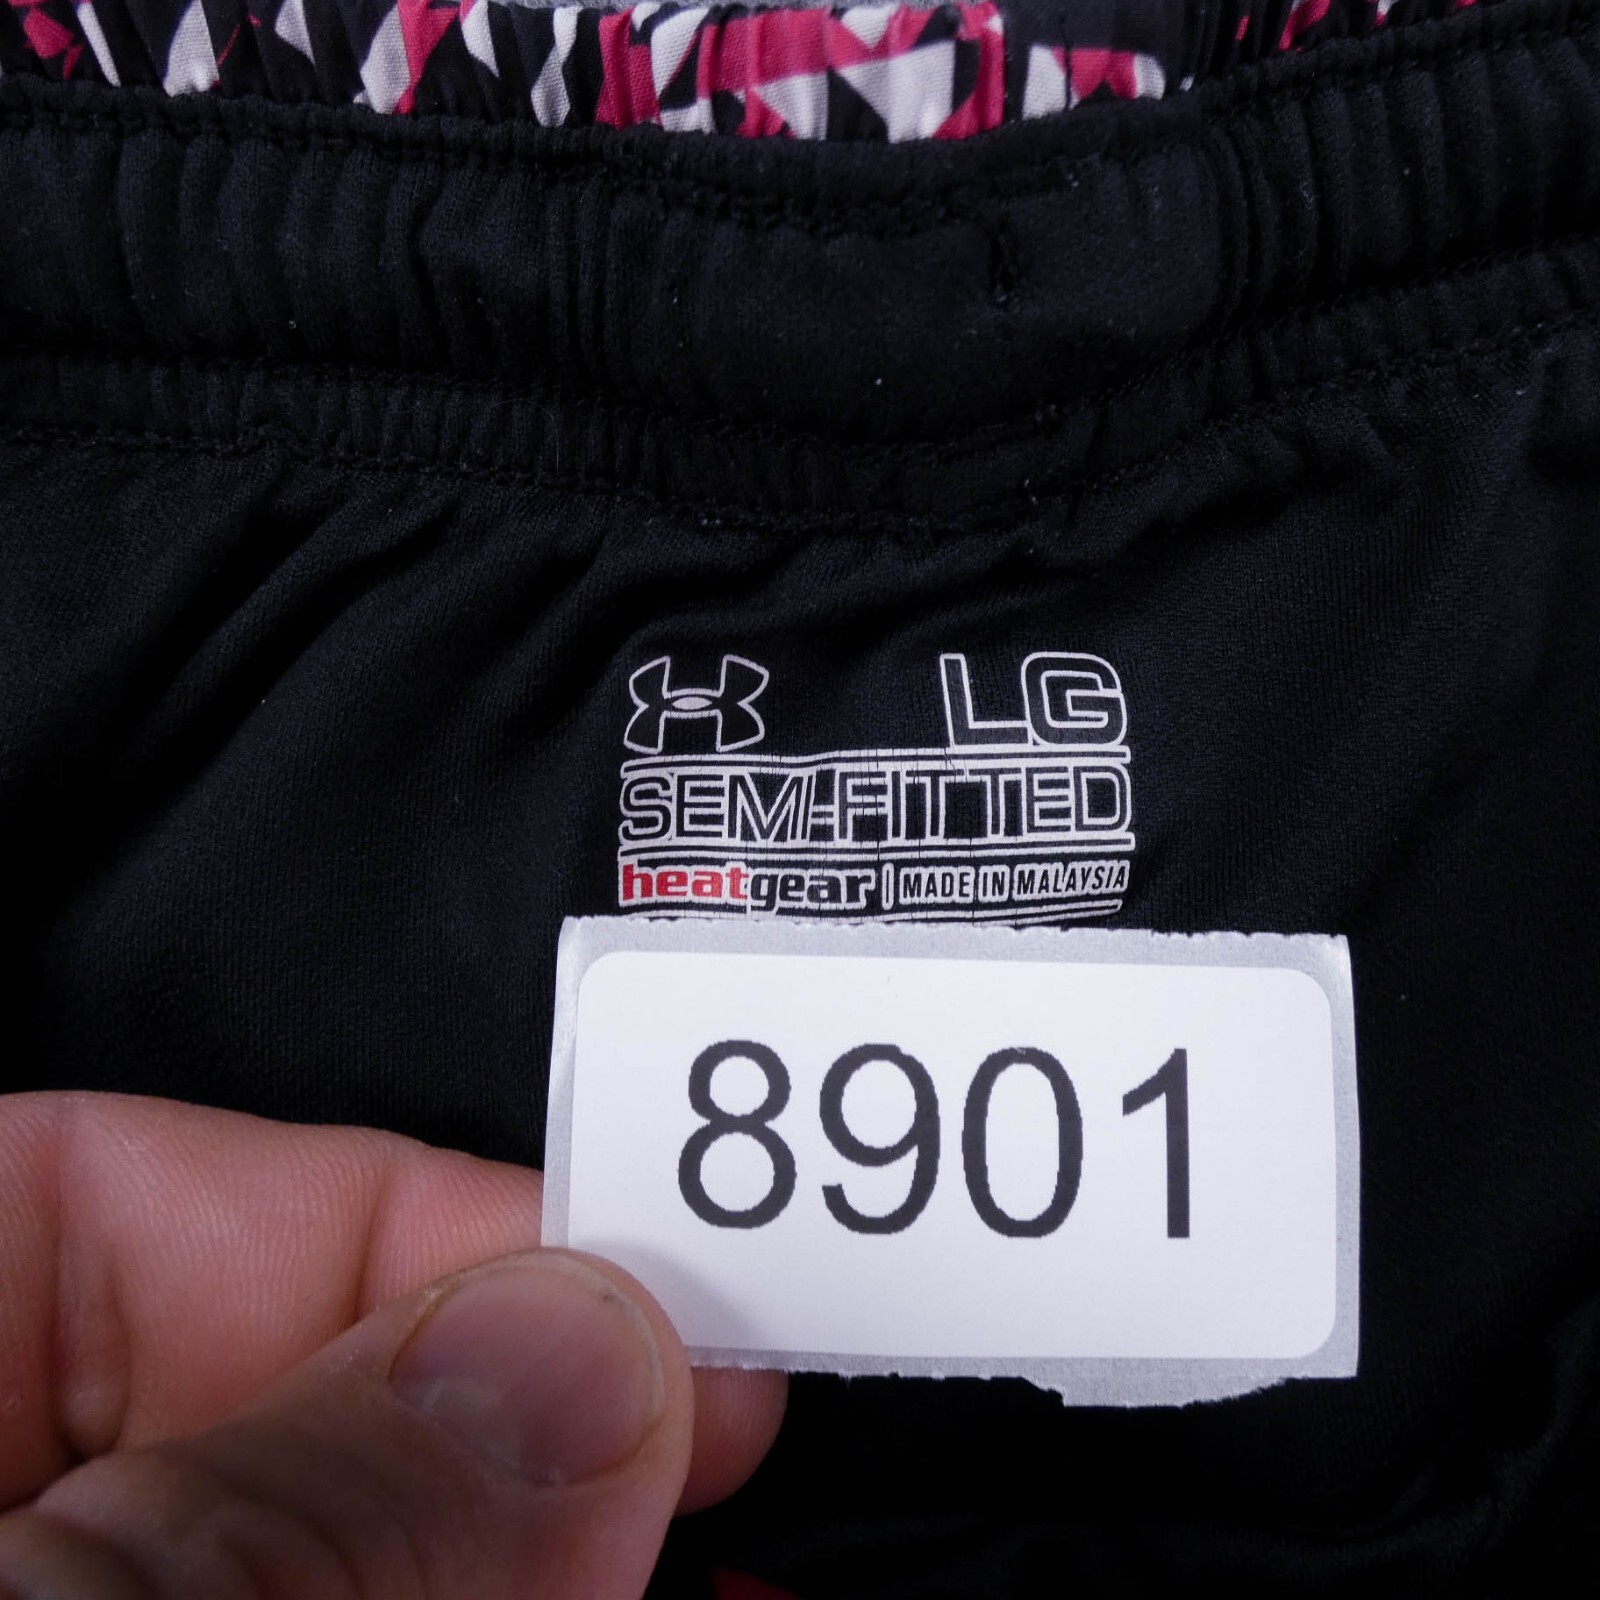 LG
SEMI-FITTED
heatgear | MADE IN MALAYSIA
8901